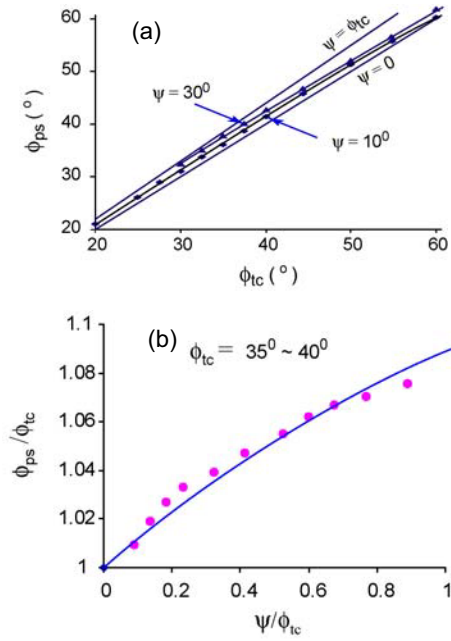 (a)
60
50
40
30
20
ϕps (°)
ψ = ϕtc
ψ = 0
ψ = 30⁰
ψ = 10⁰
20 30 40 50 60
ϕtc (°)
(b)
1.1
1.08
1.06
1.04
1.02
1
ϕps /ϕtc
ϕtc = 35⁰ ~ 40⁰
0 0.2 0.4 0.6 0.8 1
ψ/ϕtc